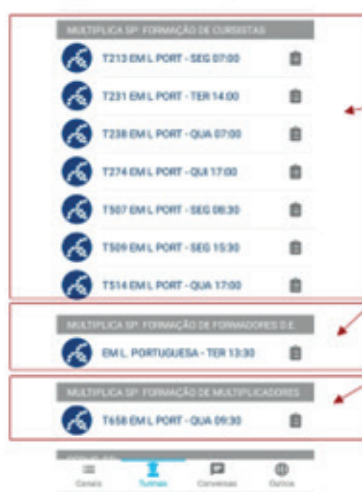 MULTIPLICA SP: FORMAÇÃO DE CURSISTAS
T213 EM L PORT - SEG 07:00
T231 EM L PORT - TER 14:00
T238 EM L PORT - QUA 07:00
T274 EM L PORT - QUI 17:00
T507 EM L PORT - SEG 08:30
T509 EM L PORT - SEG 15:30
T514 EM L PORT - QUA 17:00
MULTIPLICA SP: FORMAÇÃO DE FORMADORES D.E.
EM L. PORTUGUESA - TER 13:30
MULTIPLICA SP: FORMAÇÃO DE MULTIPLICADORES
T658 EM L PORT - QUA 09:30
Canais Turmas Conversas Outros